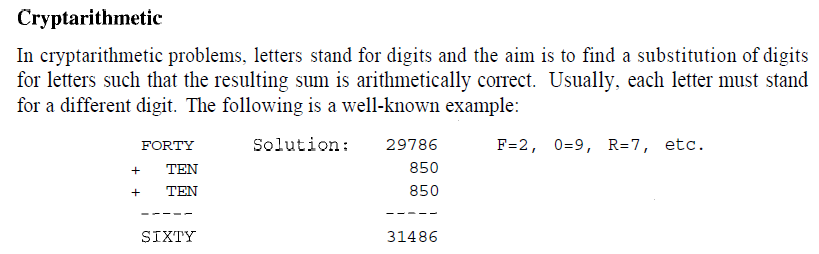 Cryptarithmetic
In cryptarithmetic problems, letters stand for digits and the aim is to find a substitution of digits
for letters such that the resulting sum is arithmetically correct. Usually, each letter must stand
for a different digit. The following is a well-known example:
FORTY Solution: 29786 F=2, O=9, R=7, etc.
+ TEN 850
+ TEN 850
----- -----
SIXTY 31486